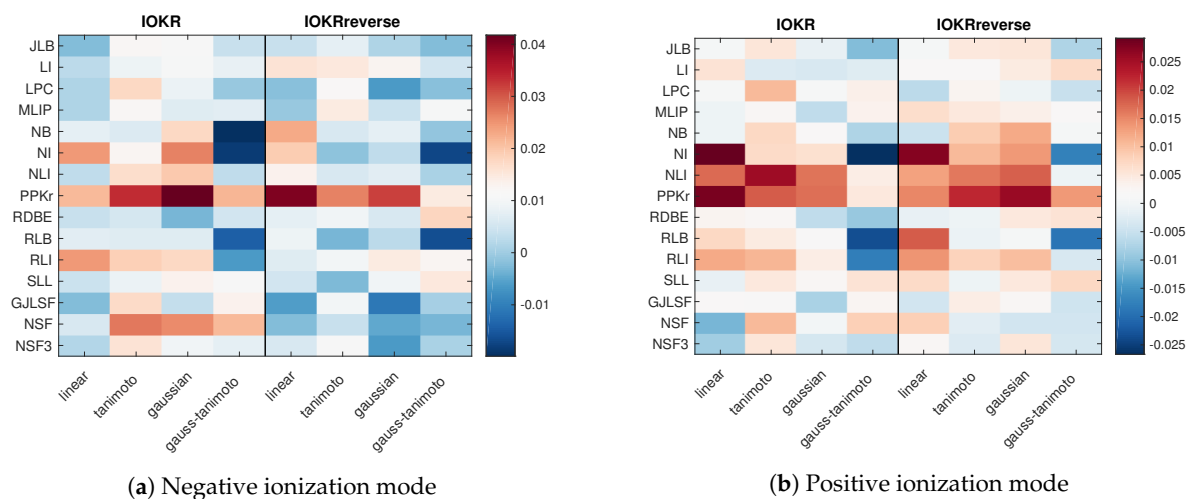 IOKR IOKRreverse
JLB
LI
LPC
MLIP
NB
NI
NLI
PPKr
RDBE
RLB
RLI
SLL
GJLSF
NSF
NSF3
linear tanimoto gaussian gauss-tanimoto linear tanimoto gaussian gauss-tanimoto
0.04
0.03
0.02
0.01
0
-0.01
(a) Negative ionization mode
IOKR IOKRreverse
JLB
LI
LPC
MLIP
NB
NI
NLI
PPKr
RDBE
RLB
RLI
SLL
GJLSF
NSF
NSF3
linear tanimoto gaussian gauss-tanimoto linear tanimoto gaussian gauss-tanimoto
0.025
0.02
0.015
0.01
0.005
0
-0.005
-0.01
-0.015
-0.02
-0.025
(b) Positive ionization mode